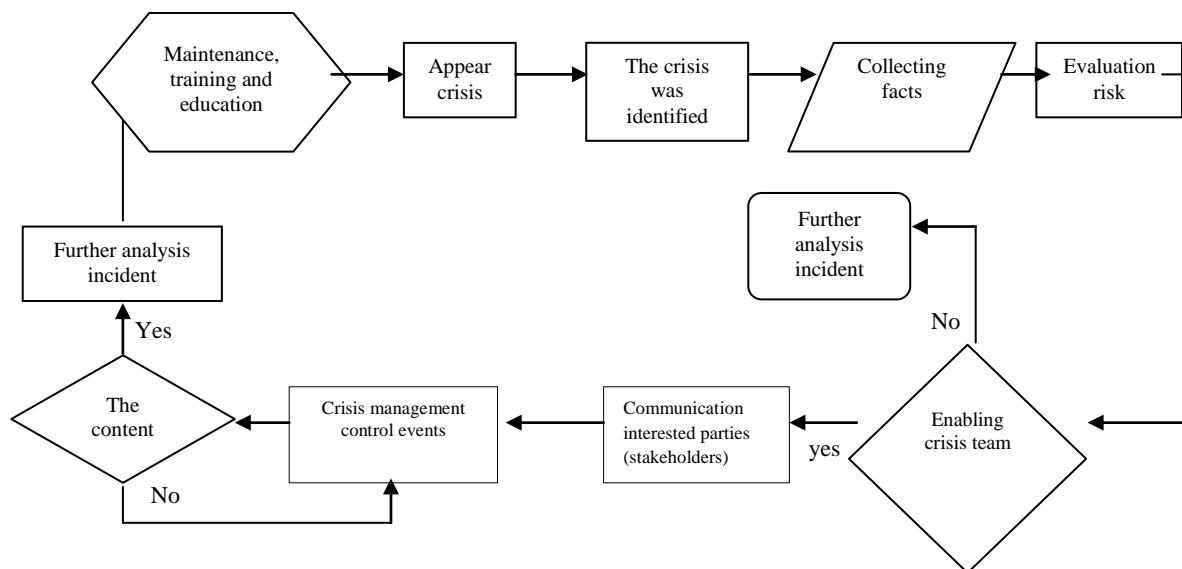 Maintenance,
training and
education
Appear
crisis
The crisis
was
identified
Collecting
facts
Evaluation
risk
Further analysis
incident
Further
analysis
incident
Yes
No
The
content
Crisis management
control events
Communication
interested parties
(stakeholders)
yes
Enabling
crisis team
No